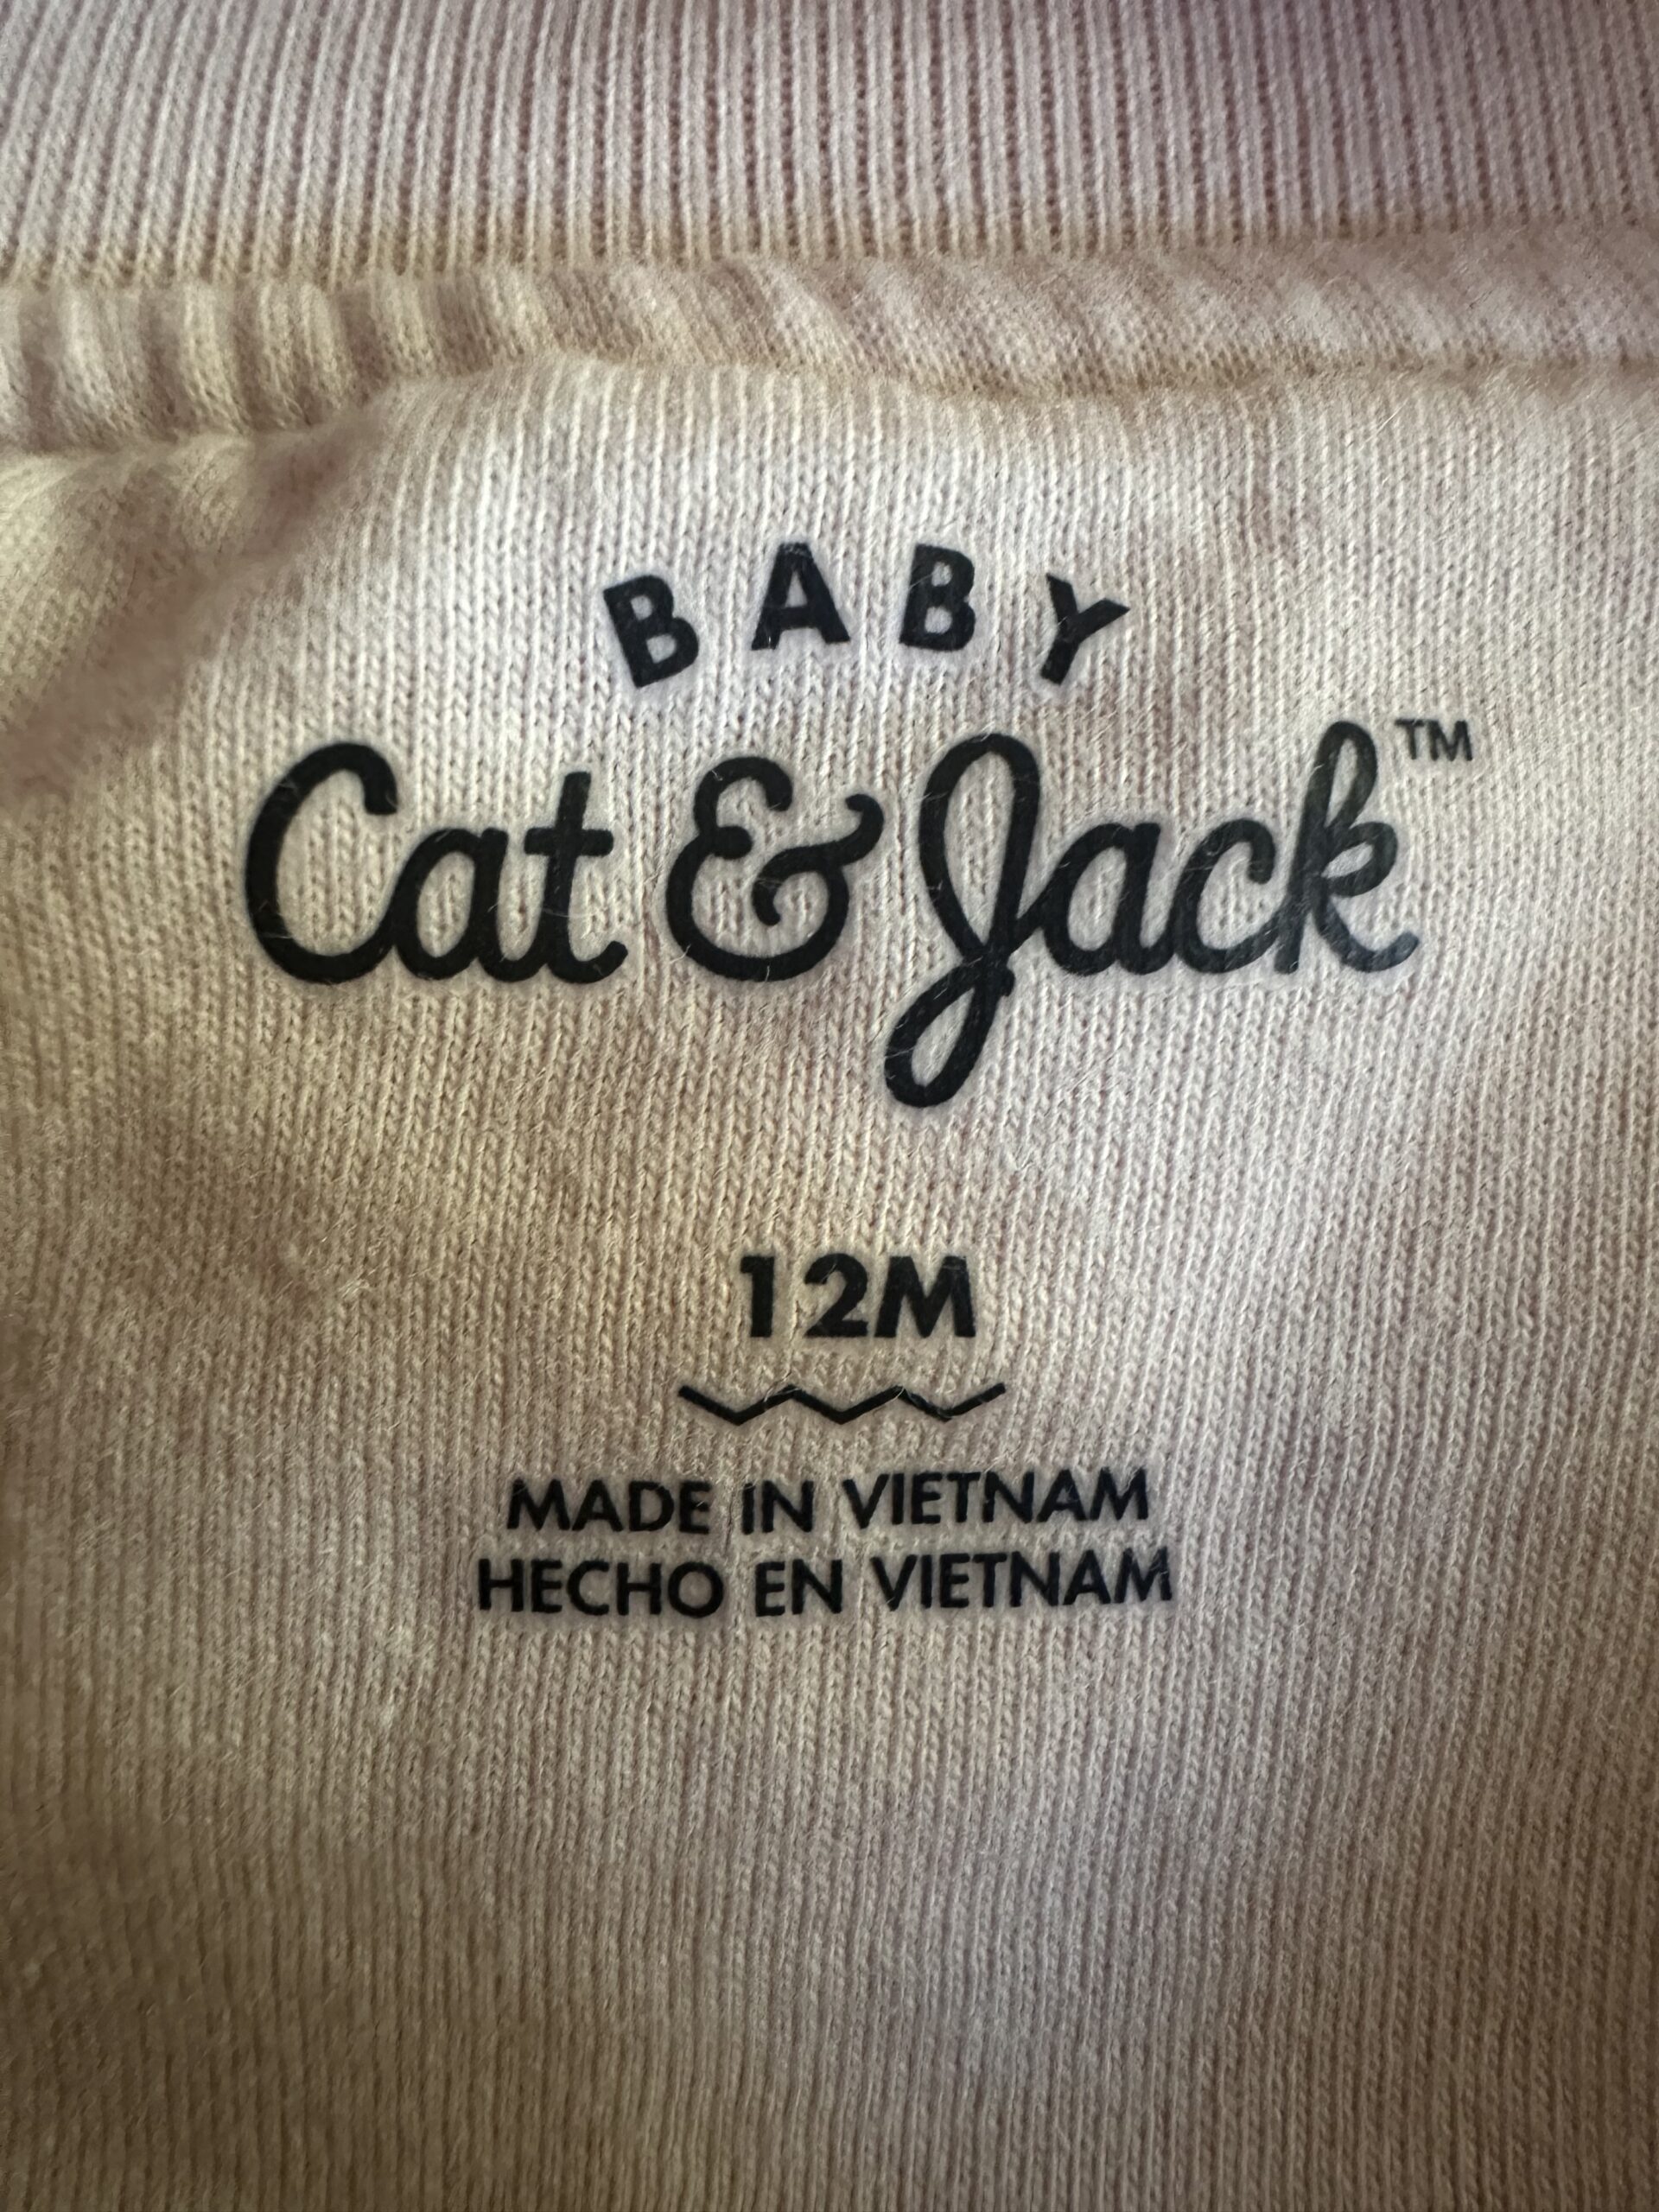 BABY
Cat & Jack™
12M
MADE IN VIETNAM
HECHO EN VIETNAM